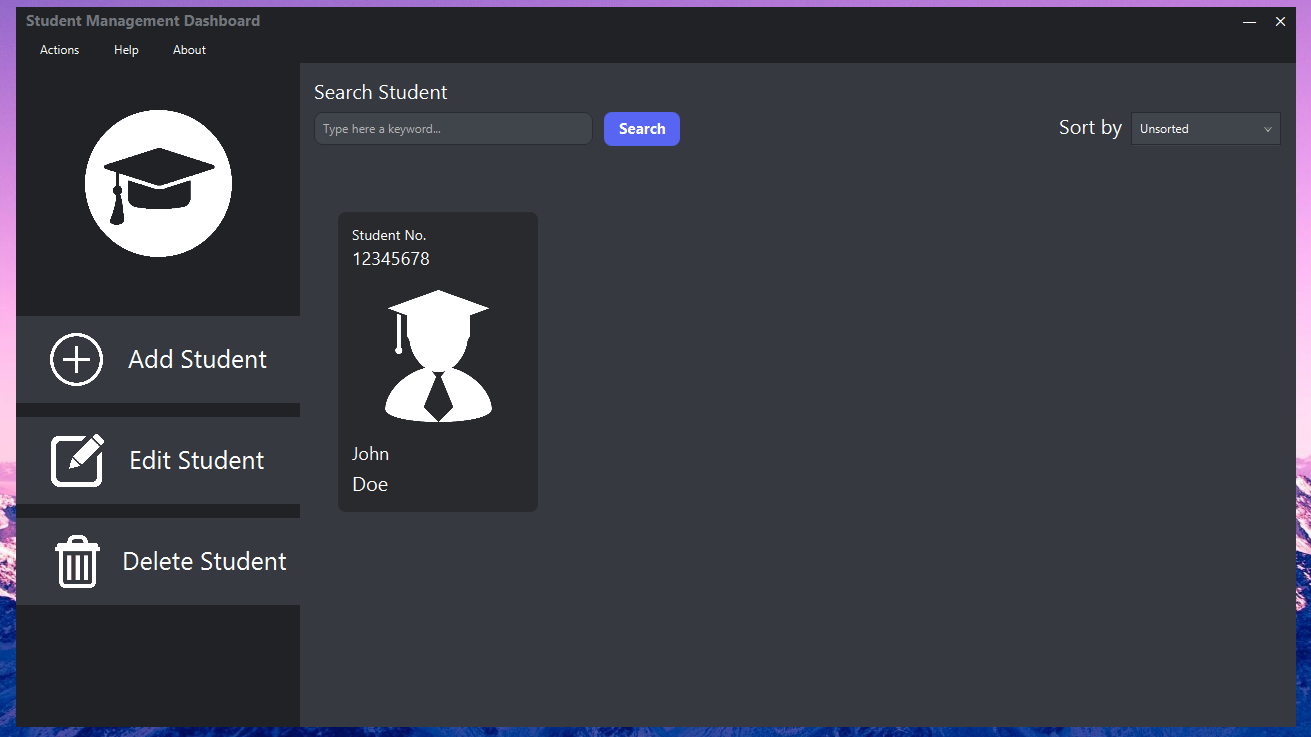 Student Management Dashboard
Actions Help About
Search Student
Type here a keyword...
Search
Sort by
Unsorted
Add Student
Edit Student
Delete Student
Student No.
12345678
John
Doe